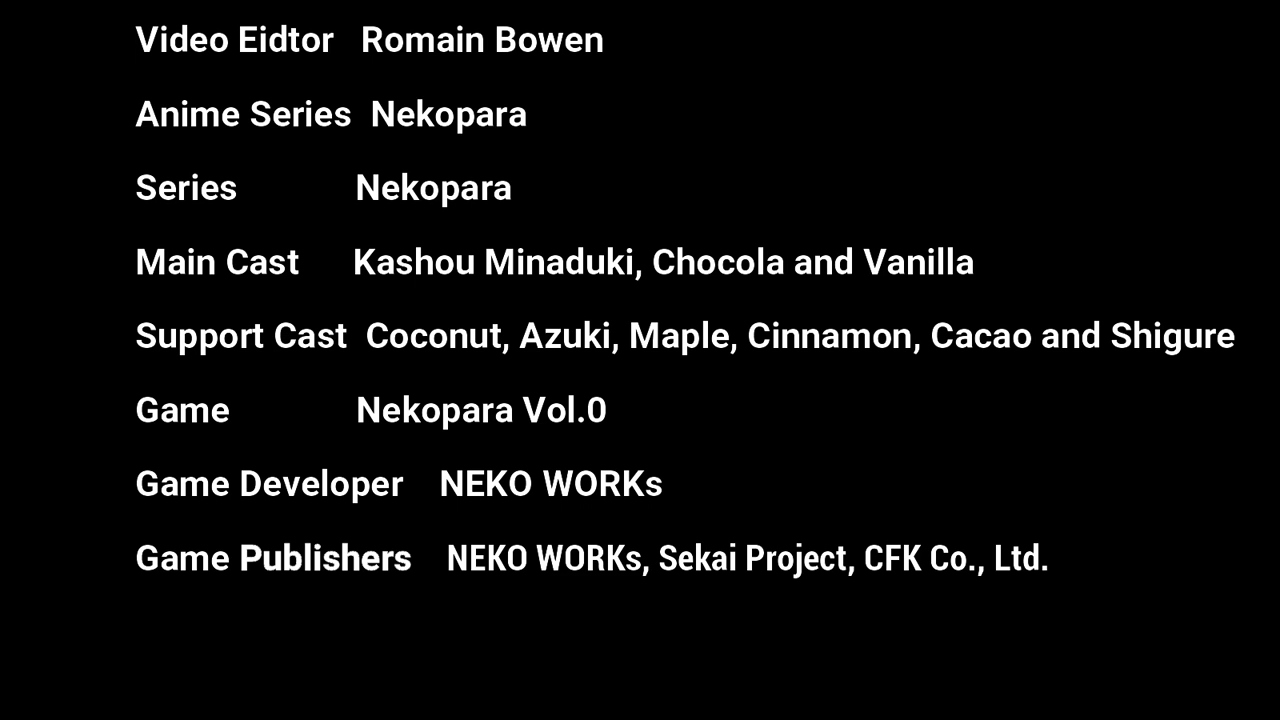 Video Eidtor Romain Bowen
Anime Series Nekopara
Series Nekopara
Main Cast Kashou Minaduki, Chocola and Vanilla
Support Cast Coconut, Azuki, Maple, Cinnamon, Cacao and Shigure
Game Nekopara Vol.0
Game Developer NEKO WORKs
Game Publishers NEKO WORKs, Sekai Project, CFK Co., Ltd.